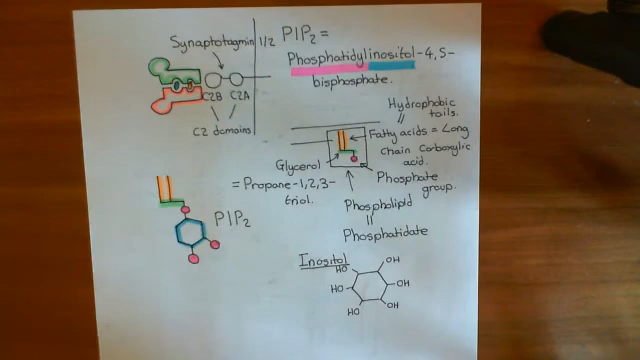 Synaptotagmin 1/2
C2B C2A
C2 domains
PIP2 =
Phosphatidylinositol-4,5-
bisphosphate.
Hydrophobic
tails.
Fatty acids = Long
chain Carboxylic
acid.
Glycerol
= Propane-1,2,3-
triol.
Phosphate
group.
Phospholipid
=
Phosphatidate
PIP2
Inositol
HO OH
HO OH
HO OH